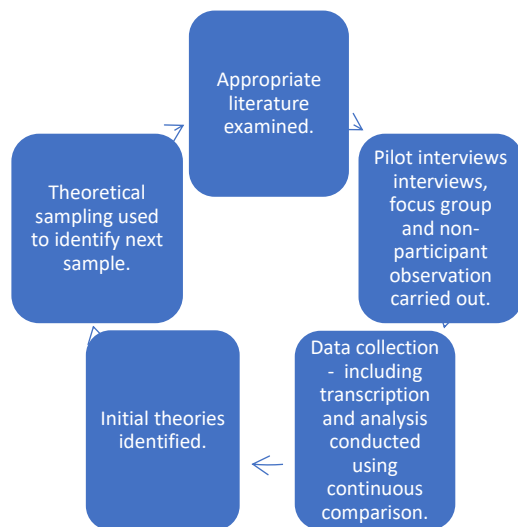 Appropriate
literature
examined.
Pilot interviews
interviews,
focus group
and non-
participant
observation
carried out.
Data collection
- including
transcription
and analysis
conducted
using
continuous
comparison.
Initial theories
identified.
Theoretical
sampling used
to identify next
sample.